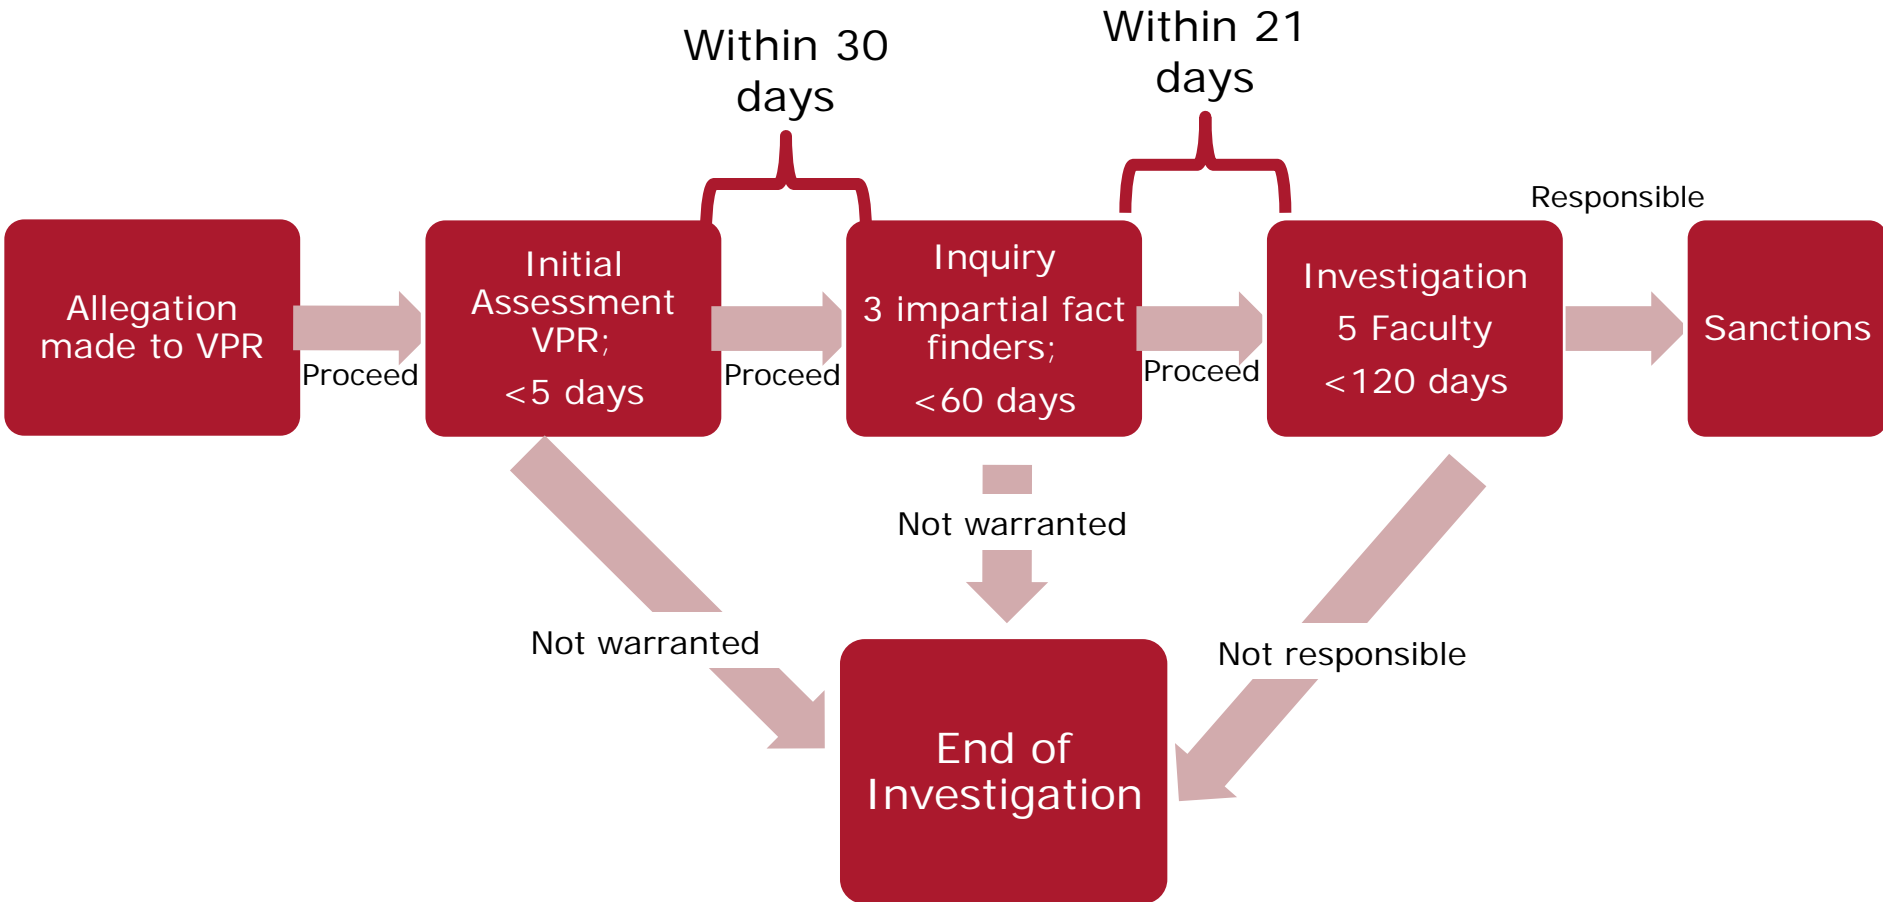 Within 30
days
Within 21
days
Allegation
made to VPR
Proceed
Initial
Assessment
VPR;
<5 days
Proceed
Inquiry
3 impartial fact
finders;
<60 days
Proceed
Investigation
5 Faculty
<120 days
Responsible
Sanctions
Not warranted
Not warranted
Not responsible
End of
Investigation